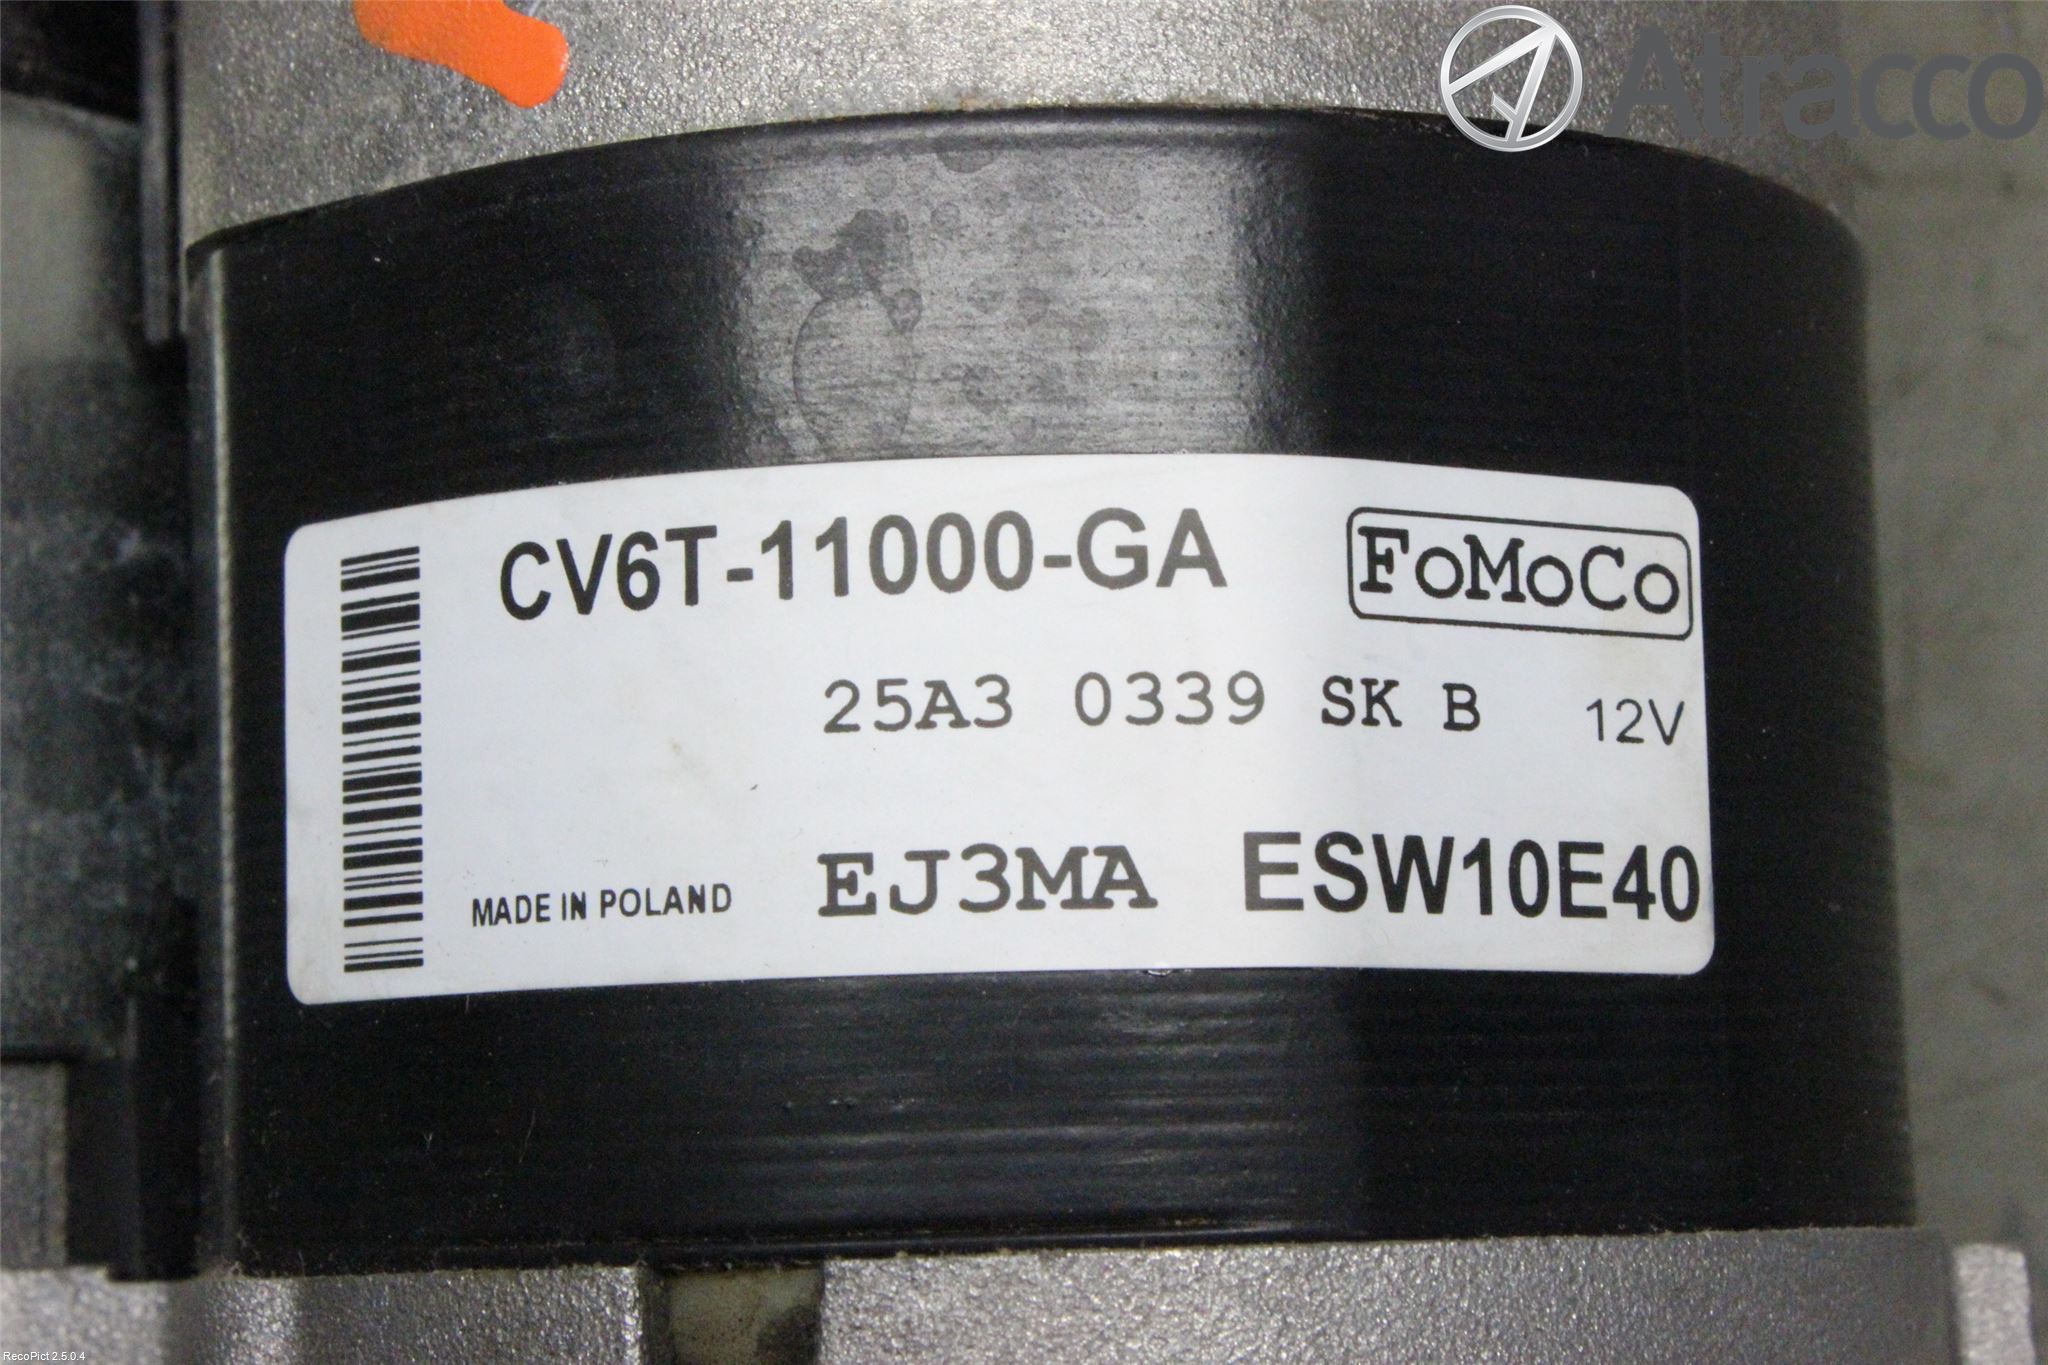 Atracco
CV6T-11000-GA FoMoCo
25A3 0339 SK B 12V
MADE IN POLAND EJ3MA ESW10E40
RecoPict 2.5.0.4